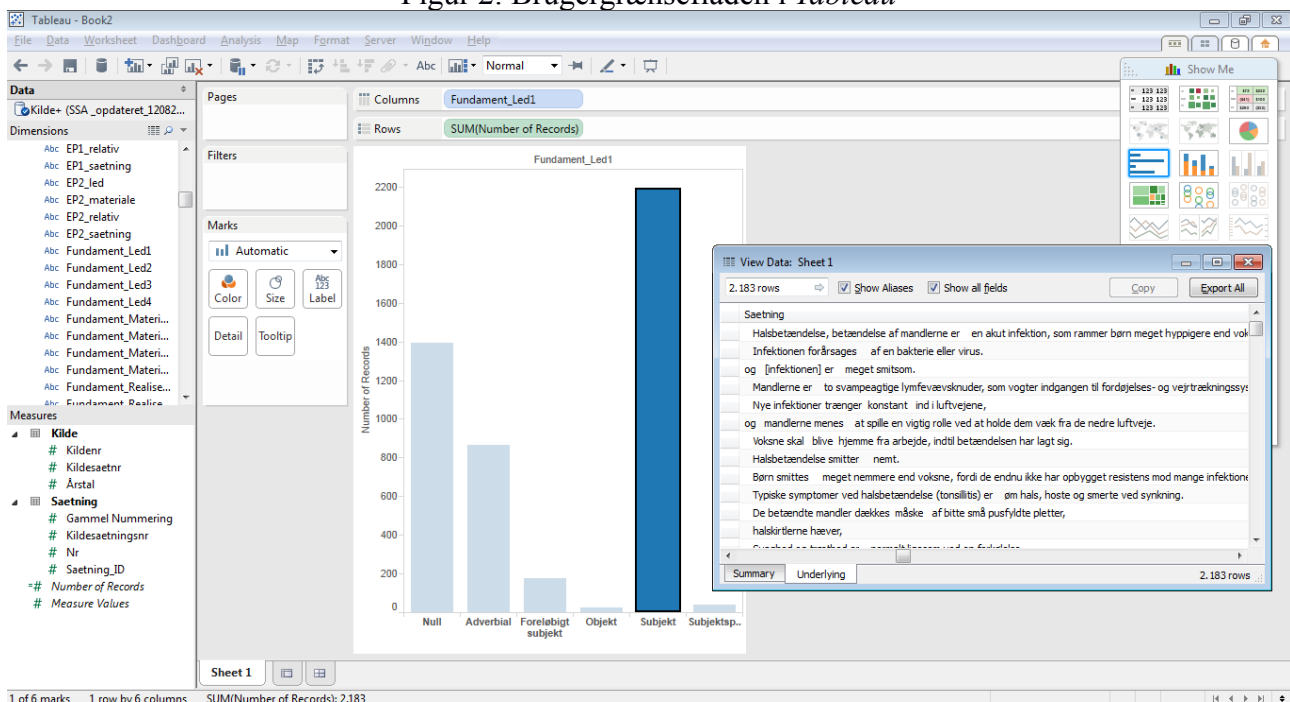 Figur 2: Brugergrænsefladen i Tableau
Tableau - Book2
File Data Worksheet Dashboard Analysis Map Format Server Window Help
Abc Normal
Data
Kilde+ (SSA _opdateret_12082...
Dimensions
Abc EP1_relativ
Abc EP1_saetning
Abc EP2_led
Abc EP2_materiale
Abc EP2_relativ
Abc EP2_saetning
Abc Fundament_Led1
Abc Fundament_Led2
Abc Fundament_Led3
Abc Fundament_Led4
Abc Fundament_Materi...
Abc Fundament_Materi...
Abc Fundament_Materi...
Abc Fundament_Materi...
Abc Fundament_Realise...
Abc Fundament_Realise...
Measures
Kilde
# Kildenr
# Kildesaetnr
# Årstal
Saetning
# Gammel Nummering
# Kildesaetningsnr
# Nr
# Saetning_ID
=# Number of Records
# Measure Values
Pages
Filters
Marks
Automatic
Color Size Abc 123 Label
Detail Tooltip
Columns Fundament_Led1
Rows SUM(Number of Records)
Fundament_Led1
Number of Records
2200
2000
1800
1600
1400
1200
1000
800
600
400
200
0
Null Adverbial Foreløbigt subjekt Objekt Subjekt Subjektsp..
Show Me
View Data: Sheet 1
2.183 rows Show Aliases Show all fields Copy Export All
Saetning
Halsbetændelse, betændelse af mandlerne er en akut infektion, som rammer børn meget hyppigere end vok
Infektionen forårsages af en bakterie eller virus.
og [infektionen] er meget smitsom.
Mandlerne er to svampeagtige lymfevævsknuder, som vogter indgangen til fordøjelses- og vejrtrækningssys
Nye infektioner trænger konstant ind i luftvejene,
og mandlerne menes at spille en vigtig rolle ved at holde dem væk fra de nedre luftveje.
Voksne skal blive hjemme fra arbejde, indtil betændelsen har lagt sig.
Halsbetændelse smitter nemt.
Børn smittes meget nemmere end voksne, fordi de endnu ikke har opbygget resistens mod mange infektione
Typiske symptomer ved halsbetændelse (tonsillitis) er øm hals, hoste og smerte ved synkning.
De betændte mandler dækkes måske af bitte små pusfyldte pletter,
halskirtlerne hæver,
Summary Underlying 2.183 rows
Sheet 1
1 of 6 marks 1 row by 6 columns SUM(Number of Records): 2.183